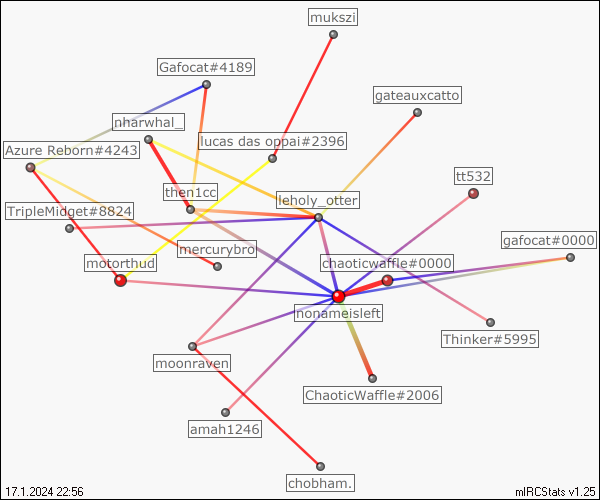 mukszi
Gafocat#4189
gateauxcatto
nharwhal_
lucas das oppai#2396
Azure Reborn#4243
tt532
then1cc
leholy_otter
TripleMidget#8824
gafocat#0000
mercurybro
motorthud
chaoticwaffle#0000
nonameisleft
Thinker#5995
moonraven
ChaoticWaffle#2006
amah1246
chobham.
17.1.2024 22:56
mIRCStats v1.25